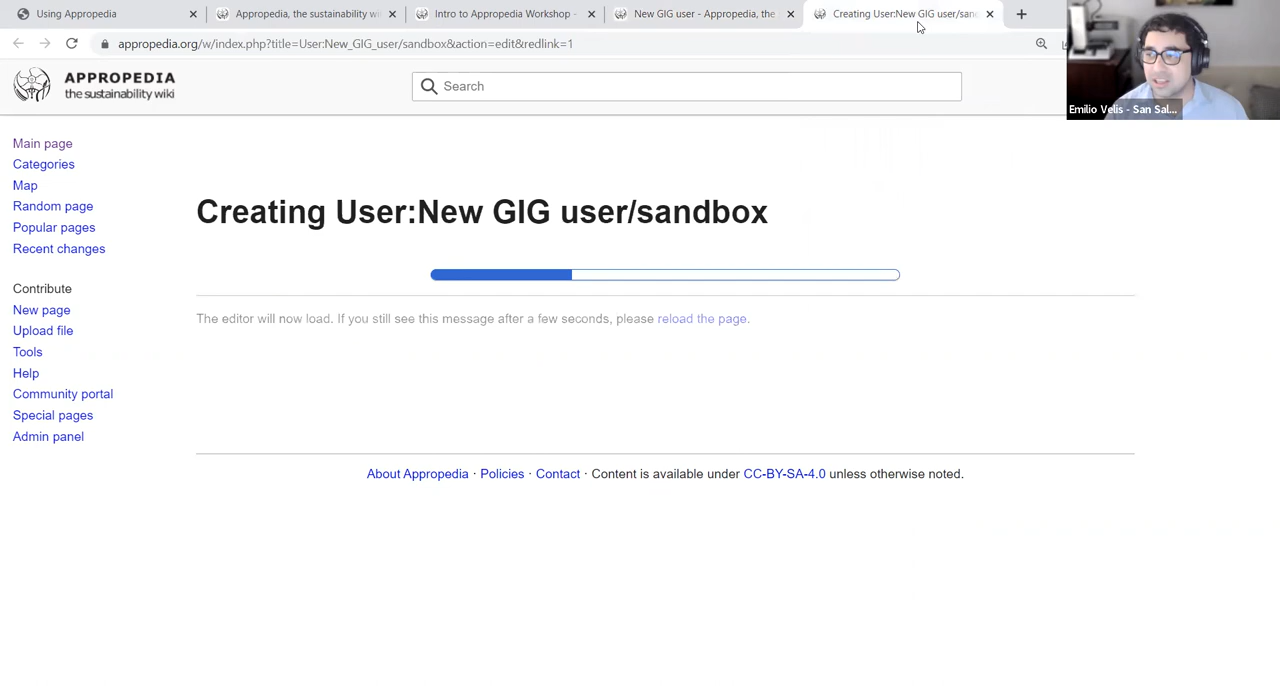 Using Appropedia
Appropedia, the sustainability wi
Intro to Appropedia Workshop -
New GIG user - Appropedia, the
Creating User:New GIG user/san
appropedia.org/w/index.php?title=User:New_GIG_user/sandbox&action=edit&redlink=1
APPROPEDIA
the sustainability wiki
Search
Emilio Velis - San Sal...
Main page
Categories
Map
Random page
Popular pages
Recent changes
Contribute
New page
Upload file
Tools
Help
Community portal
Special pages
Admin panel
Creating User:New GIG user/sandbox
The editor will now load. If you still see this message after a few seconds, please reload the page.
About Appropedia · Policies · Contact · Content is available under CC-BY-SA-4.0 unless otherwise noted.